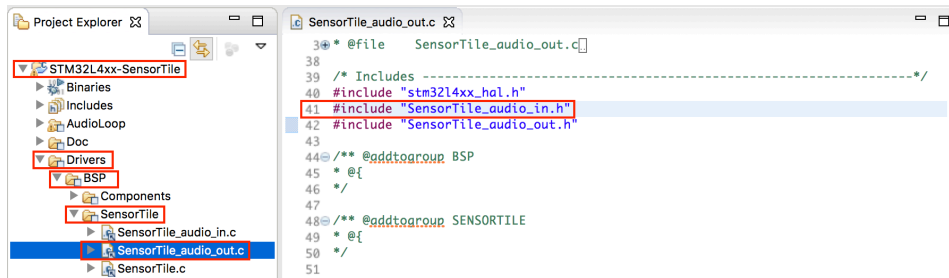 Project Explorer
STM32L4xx-SensorTile
Binaries
Includes
AudioLoop
Doc
Drivers
BSP
Components
SensorTile
SensorTile_audio_in.c
SensorTile_audio_out.c
SensorTile.c
SensorTile_audio_out.c
3 * @file    SensorTile_audio_out.c
38
39 /* Includes ------------------------------------------------------------------*/
40 #include "stm32l4xx_hal.h"
41 #include "SensorTile_audio_in.h"
42 #include "SensorTile_audio_out.h"
43
44 /** @addtogroup BSP
45 * @{
46 */
47
48 /** @addtogroup SENSORTILE
49 * @{
50 */
51